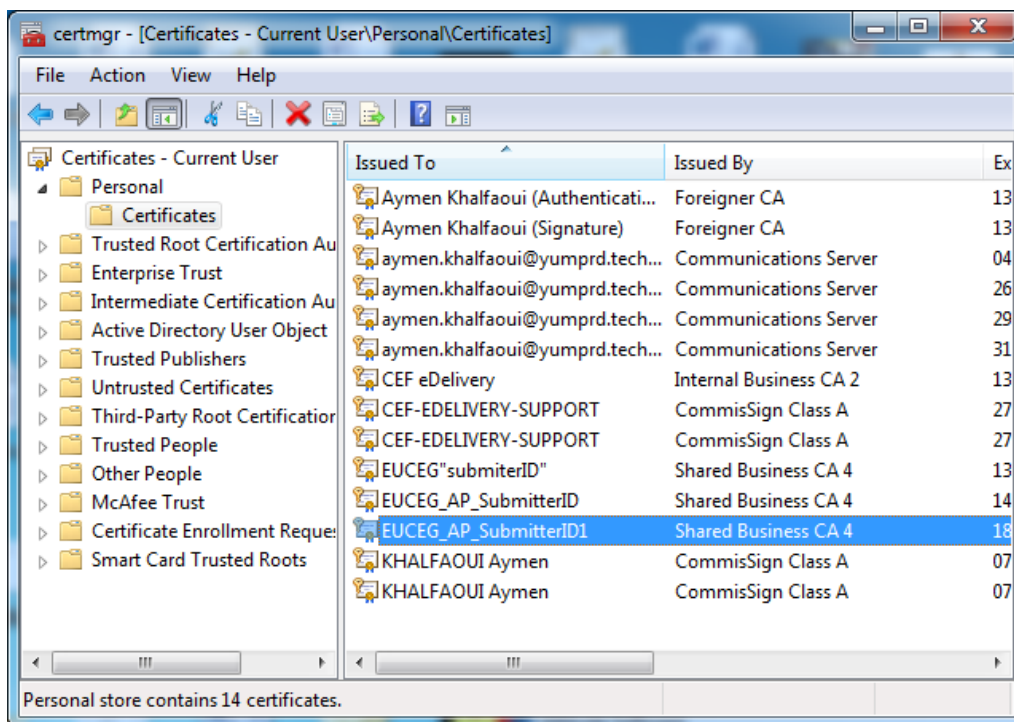 certmgr - [Certificates - Current User\Personal\Certificates]
File Action View Help
Certificates - Current User
Personal
Certificates
Trusted Root Certification Au
Enterprise Trust
Intermediate Certification Au
Active Directory User Object
Trusted Publishers
Untrusted Certificates
Third-Party Root Certification
Trusted People
Other People
McAfee Trust
Certificate Enrollment Reques
Smart Card Trusted Roots
Issued To Issued By Ex
Aymen Khalfaoui (Authenticati... Foreigner CA 13
Aymen Khalfaoui (Signature) Foreigner CA 13
aymen.khalfaoui@yumprd.tech... Communications Server 04
aymen.khalfaoui@yumprd.tech... Communications Server 26
aymen.khalfaoui@yumprd.tech... Communications Server 29
aymen.khalfaoui@yumprd.tech... Communications Server 31
CEF eDelivery Internal Business CA 2 13
CEF-EDELIVERY-SUPPORT CommisSign Class A 27
CEF-EDELIVERY-SUPPORT CommisSign Class A 27
EUCEG"submiterID" Shared Business CA 4 13
EUCEG_AP_SubmitterID Shared Business CA 4 14
EUCEG_AP_SubmitterID1 Shared Business CA 4 18
KHALFAOUI Aymen CommisSign Class A 07
KHALFAOUI Aymen CommisSign Class A 07
Personal store contains 14 certificates.